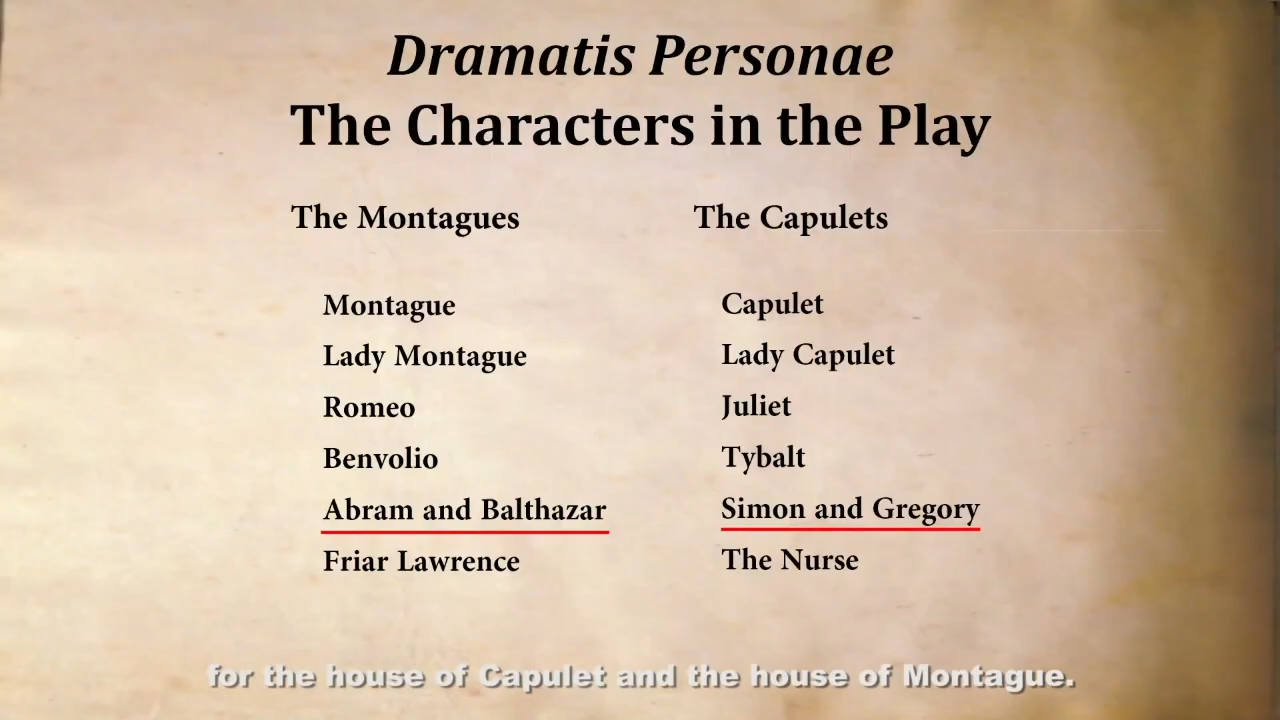 Dramatis Personae
The Characters in the Play
The Montagues
Montague
Lady Montague
Romeo
Benvolio
Abram and Balthazar
Friar Lawrence
The Capulets
Capulet
Lady Capulet
Juliet
Tybalt
Simon and Gregory
The Nurse
for the house of Capulet and the house of Montague.